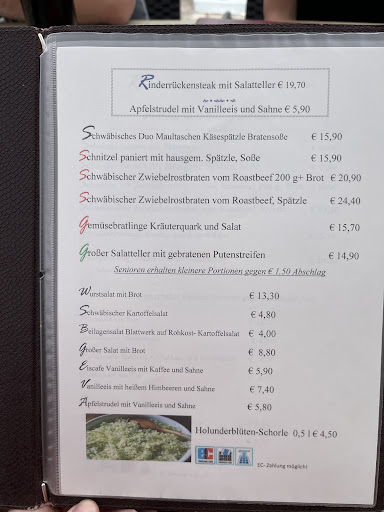 Rinderrückensteak mit Salatteller € 19,70
Apfelstrudel mit Vanilleeis und Sahne € 5,90
Schwäbisches Duo Maultaschen Käsespätzle Bratensoße € 15,90
Schnitzel paniert mit hausgem. Spätzle, Soße € 15,90
Schwäbischer Zwiebelrostbraten vom Roastbeef 200 g+ Brot € 20,90
Schwäbischer Zwiebelrostbraten vom Roastbeef, Spätzle € 24,40
Gemüsebratlinge Kräuterquark und Salat € 15,70
Großer Salatteller mit gebratenen Putenstreifen € 14,90
Senioren erhalten kleinere Portionen gegen € 1,50 Abschlag
Wurstsalat mit Brot € 13,30
Schwäbischer Kartoffelsalat € 4,80
Beilagensalat Blattwerk auf Rohkost- Kartoffelsalat € 4,00
Großer Salat mit Brot € 8,80
Eiscafe Vanilleeis mit Kaffee und Sahne € 5,90
Vanilleeis mit heißem Himbeeren und Sahne € 7,40
Apfelstrudel mit Vanilleeis und Sahne € 5,80
Holunderblüten-Schorle 0,5 l € 4,50
EC- Zahlung möglich!